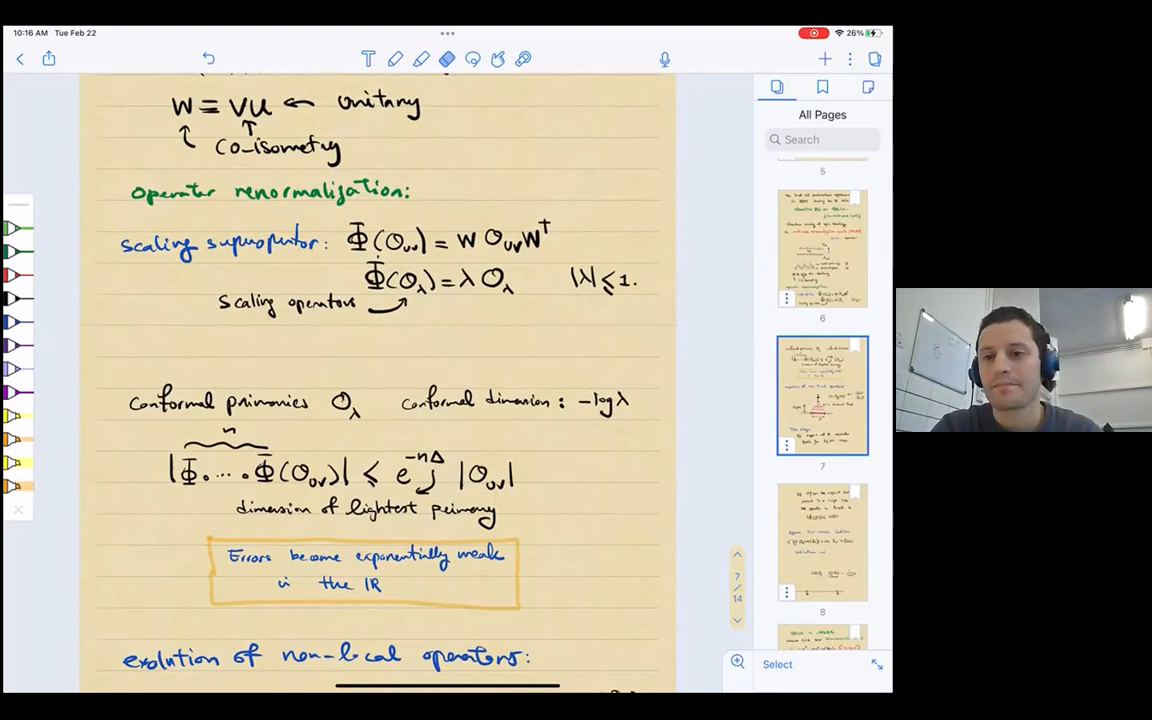 10:16 AM Tue Feb 22
26%
W ≡ VU ← Unitary
Co-isometry
operator renormalization:
scaling superoprtor: Φ(O_UV) = W O_UV W†
Φ(O_λ) = λ O_λ |λ| ≤ 1.
scaling operators
conformal primaries O_λ conformal dimension: -log λ
n
|Φ∘...∘Φ(O_UV)| ≤ e^{-nΔ} |O_UV|
dimension of lightest primary
Errors become exponentially weak
in the IR
evolution of non-local operators:
All Pages
Search
5
6
7
8
7
/
14
Select